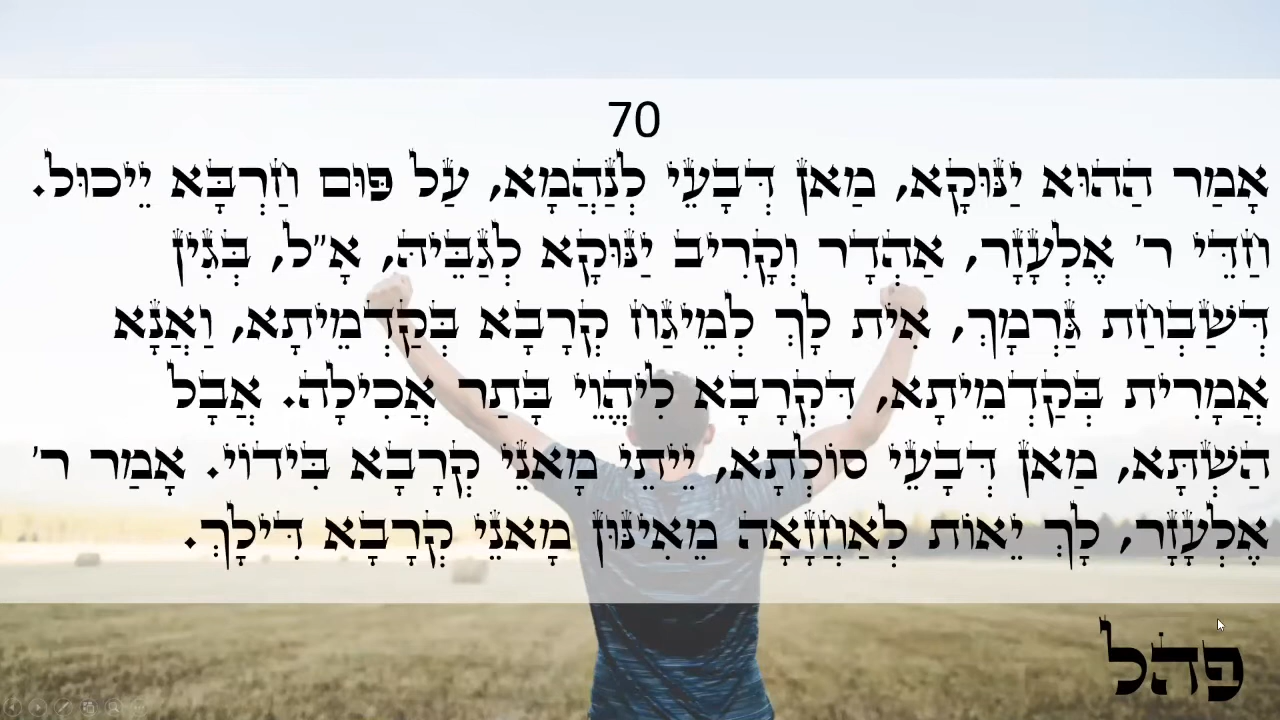 70
אָמַר הַהוּא יַנּוּקָא, מַאן דְּבָעֵי לְנַהֲמָא, עַל פּוּם חַרְבָּא יֵיכוּל.
חַדֵּי ר' אֶלְעָזָר, אַהְדָר וְקָרִיב יַנּוּקָא לְגַבֵּיהּ, אָ"ל, בְּגִין
דְּשַׁבְחַת גַּרְמָךְ, אִית לָךְ לְמֵיגַּח קְרָבָא בְּקַדְמֵיתָא, וַאֲנָא
אֲמָרִית בְּקַדְמֵיתָא, דִּקְרָבָא לִיהֱוֵי בָּתַר אֲכִילָה. אֲבָל
הַשְׁתָּא, מַאן דְּבָעֵי סוֹלְתָא, יֵיתֵי מָאנֵי קְרָבָא בִּידוֹי. אָמַר ר'
אֶלְעָזָר, לָךְ יֵאוֹת לְאַחֲזָאָה מֵאִינּוּן מָאנֵי קְרָבָא דִּילָךְ.
פהל